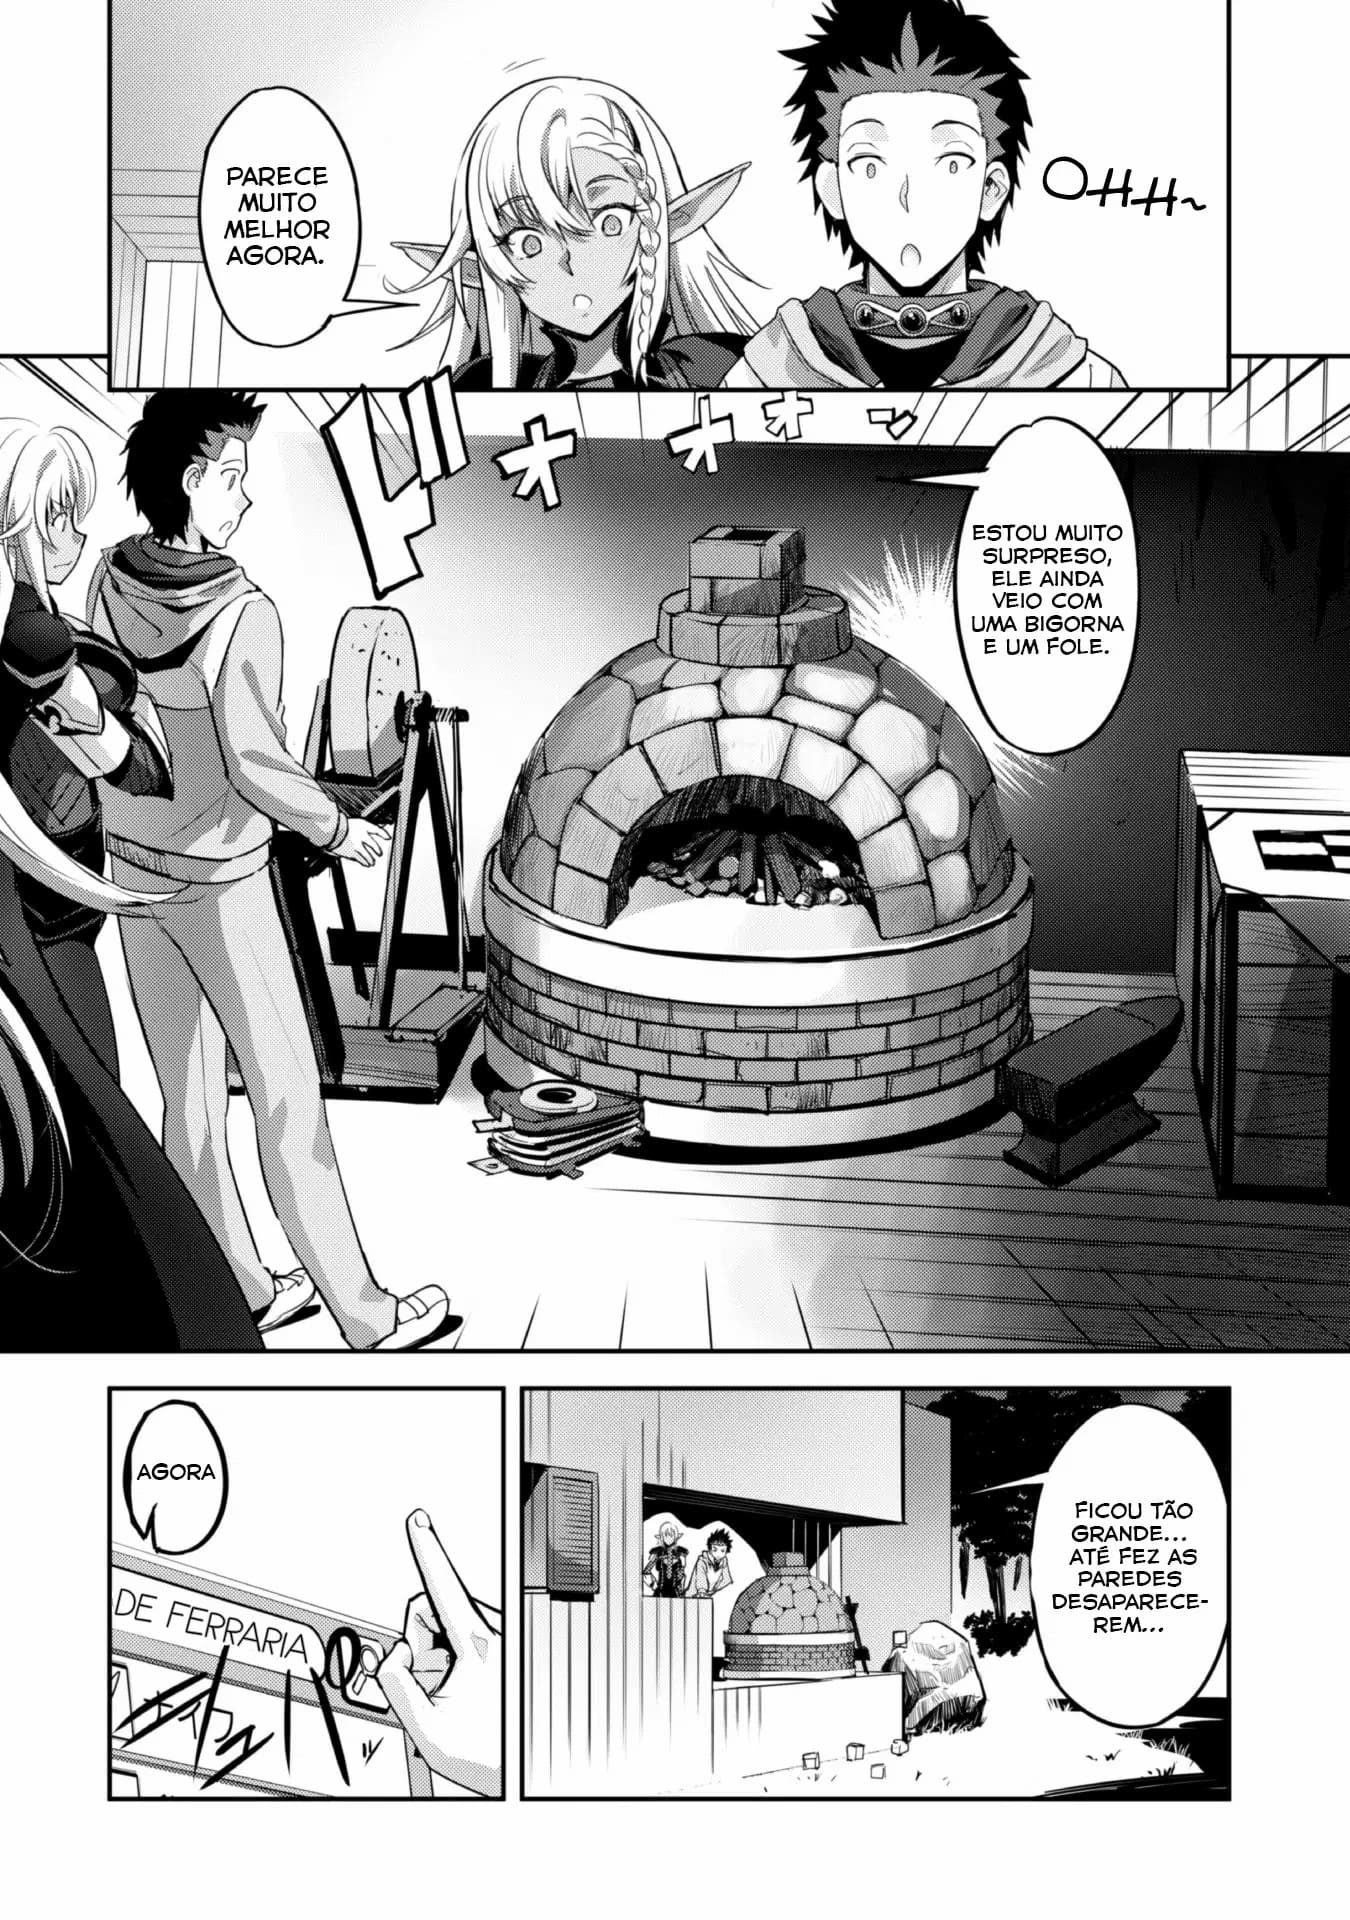 OHH~
PARECE
MUITO
MELHOR
AGORA.
ドオオオン
ESTOU MUITO
SURPRESO,
ELE AINDA
VEIO COM
UMA BIGORNA
E UM FOLE.
FICOU TÃO
GRANDE...
ATÉ FEZ AS
PAREDES
DESAPARECE-
REM...
AGORA
DE FERRARIA